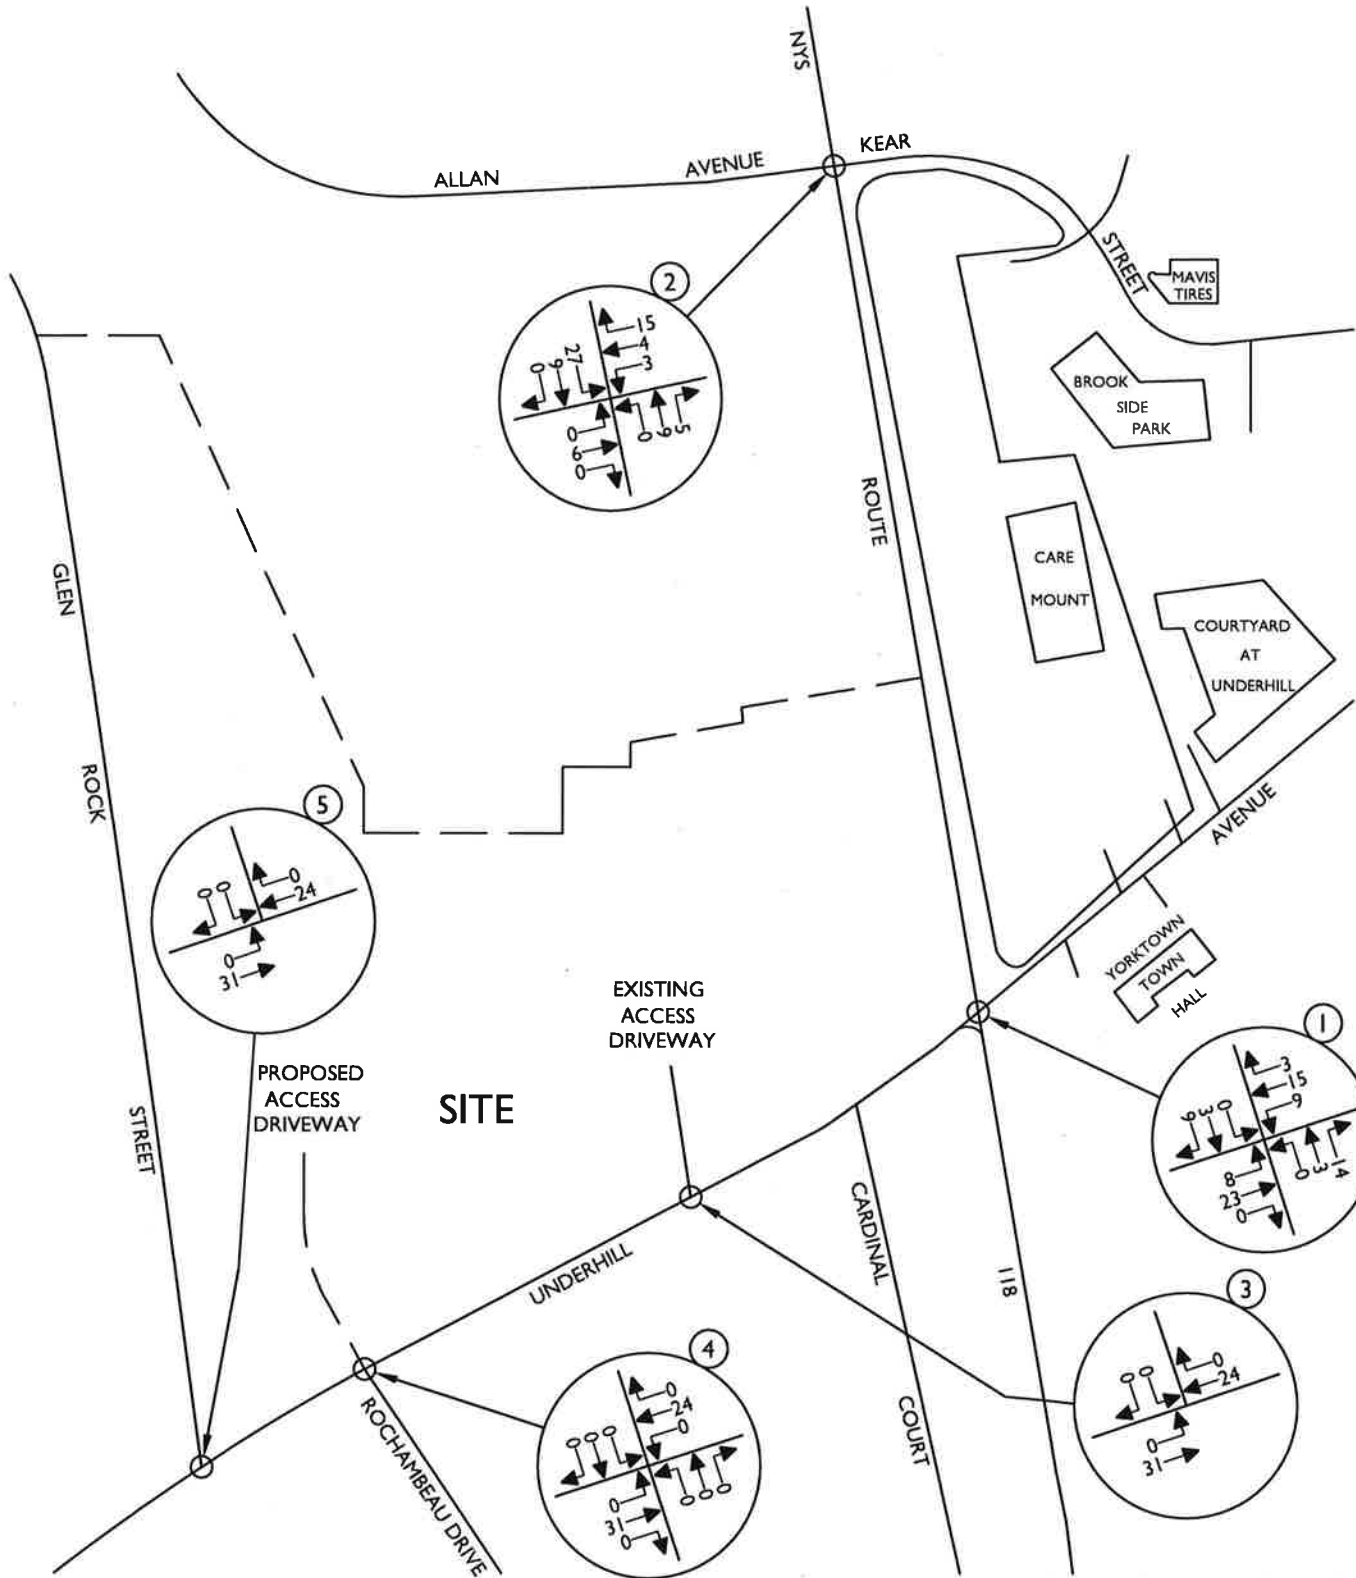 NYS
KEAR
ALLAN
AVENUE
STREET
MAVIS
TIRES
2
15
4
3
27
9
0
0
6
0
0
9
5
BROOK
SIDE
PARK
ROUTE
GLEN
CARE
MOUNT
COURTYARD
AT
UNDERHILL
ROCK
AVENUE
5
0
0
0
24
0
31
YORKTOWN
TOWN
HALL
EXISTING
ACCESS
DRIVEWAY
1
3
15
9
9
3
0
8
23
0
0
3
14
PROPOSED
ACCESS
DRIVEWAY
SITE
STREET
CARDINAL
UNDERHILL
118
3
0
0
0
24
0
31
4
0
24
0
0
0
0
0
31
0
0
0
0
ROCHAMBEAU DRIVE
COURT